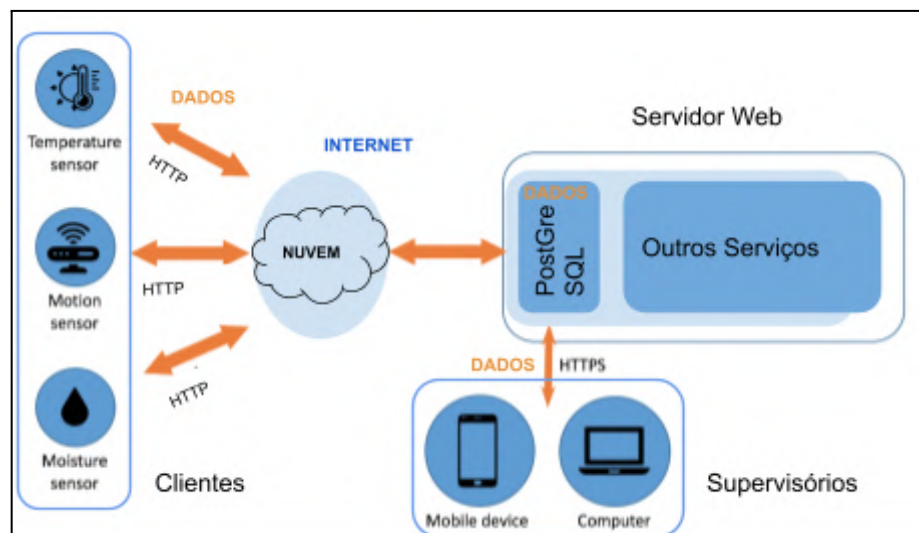 Temperature
sensor
Motion
sensor
Moisture
sensor
Clientes
DADOS
HTTP
HTTP
HTTP
INTERNET
NUVEM
Servidor Web
DADOS
PostGre
SQL
Outros Serviços
DADOS
HTTPS
Mobile device
Computer
Supervisórios